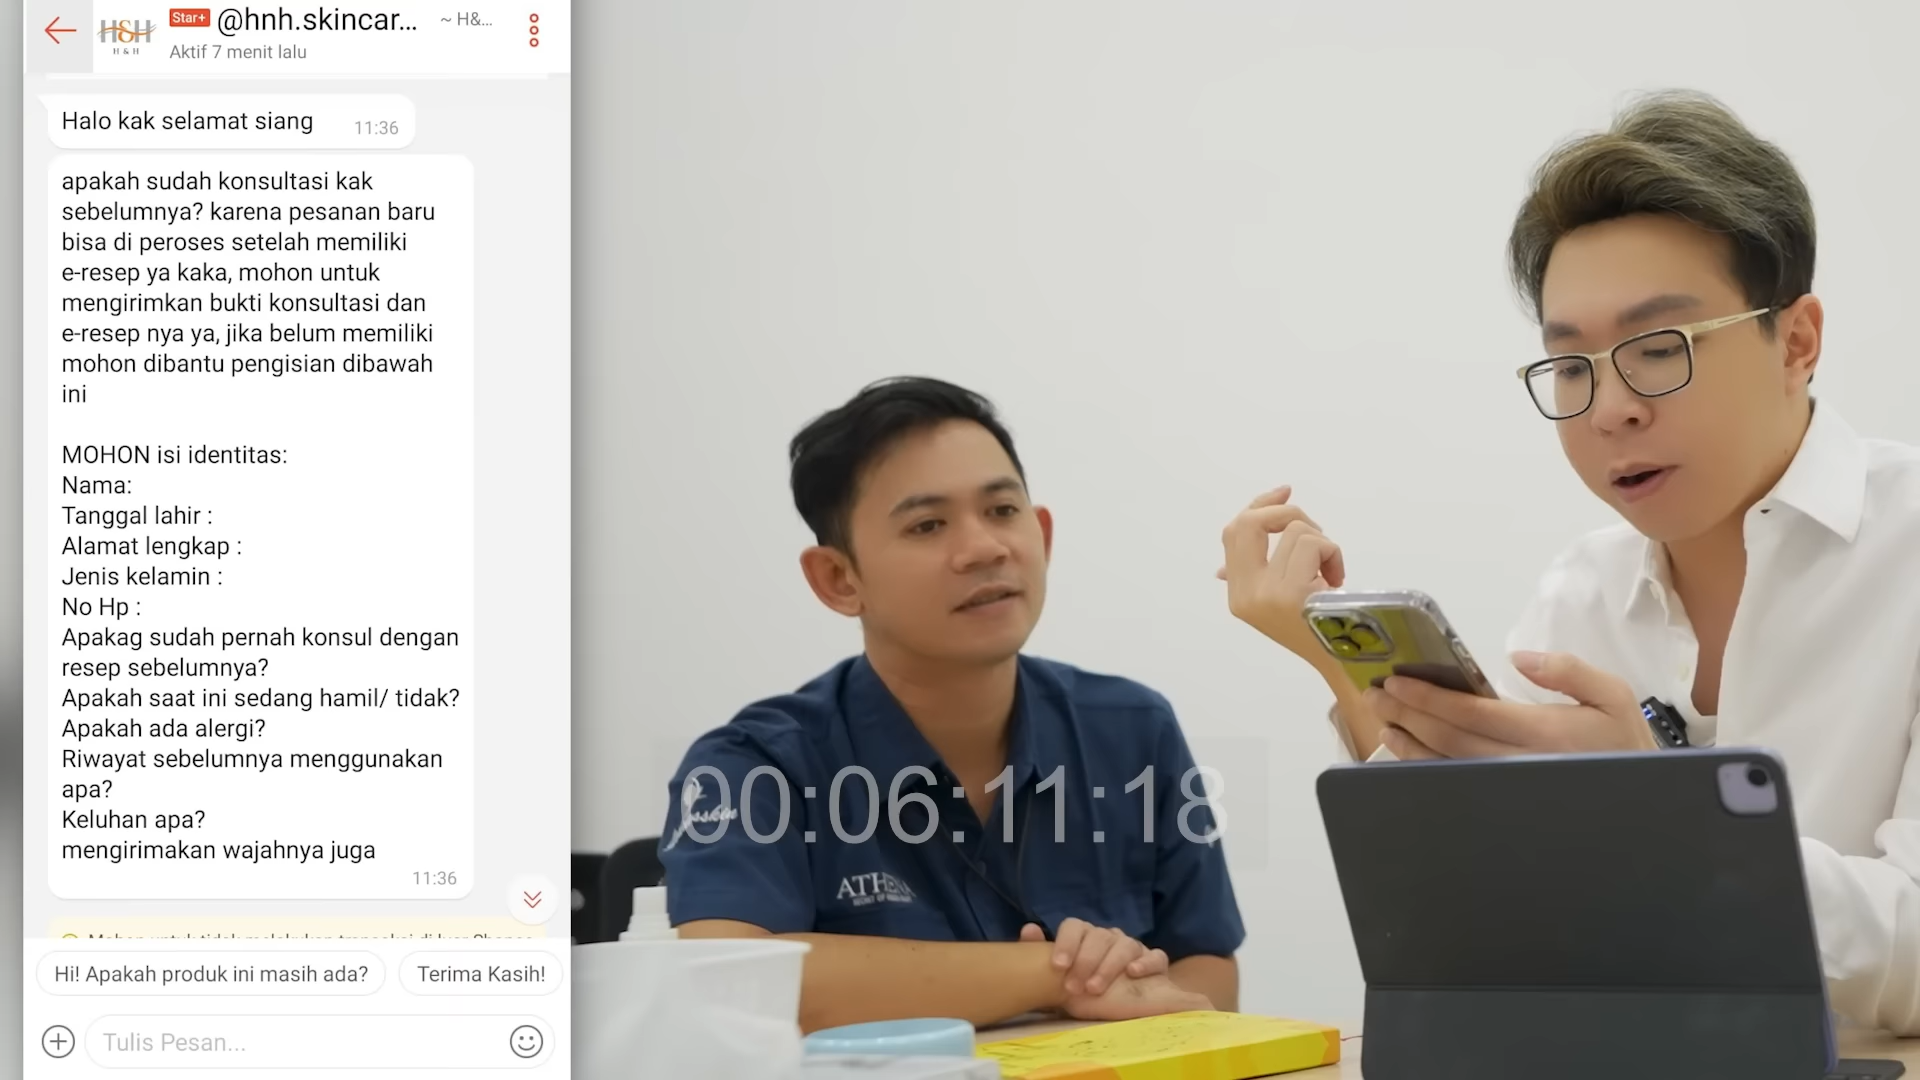 Star+ @hnh.skincar... ~ H&...
H&H
H & H
Aktif 7 menit lalu
Halo kak selamat siang
11:36
apakah sudah konsultasi kak
sebelumnya? karena pesanan baru
bisa di peroses setelah memiliki
e-resep ya kaka, mohon untuk
mengirimkan bukti konsultasi dan
e-resep nya ya, jika belum memiliki
mohon dibantu pengisian dibawah
ini
MOHON isi identitas:
Nama:
Tanggal lahir :
Alamat lengkap :
Jenis kelamin :
No Hp :
Apakag sudah pernah konsul dengan
resep sebelumnya?
Apakah saat ini sedang hamil/ tidak?
Apakah ada alergi?
Riwayat sebelumnya menggunakan
apa?
Keluhan apa?
mengirimakan wajahnya juga
11:36
Hi! Apakah produk ini masih ada?
Terima Kasih!
Tulis Pesan...
00:06:11:18
ATHENA